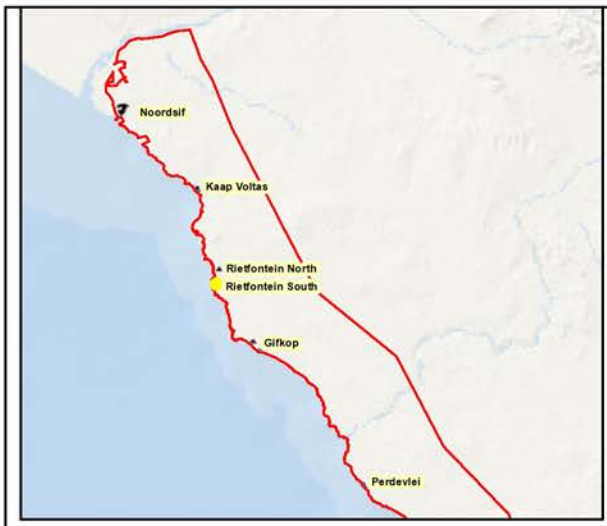 Noordsif
Kaap Voltas
Rietfontein North
Rietfontein South
Gifkop
Perdevlei